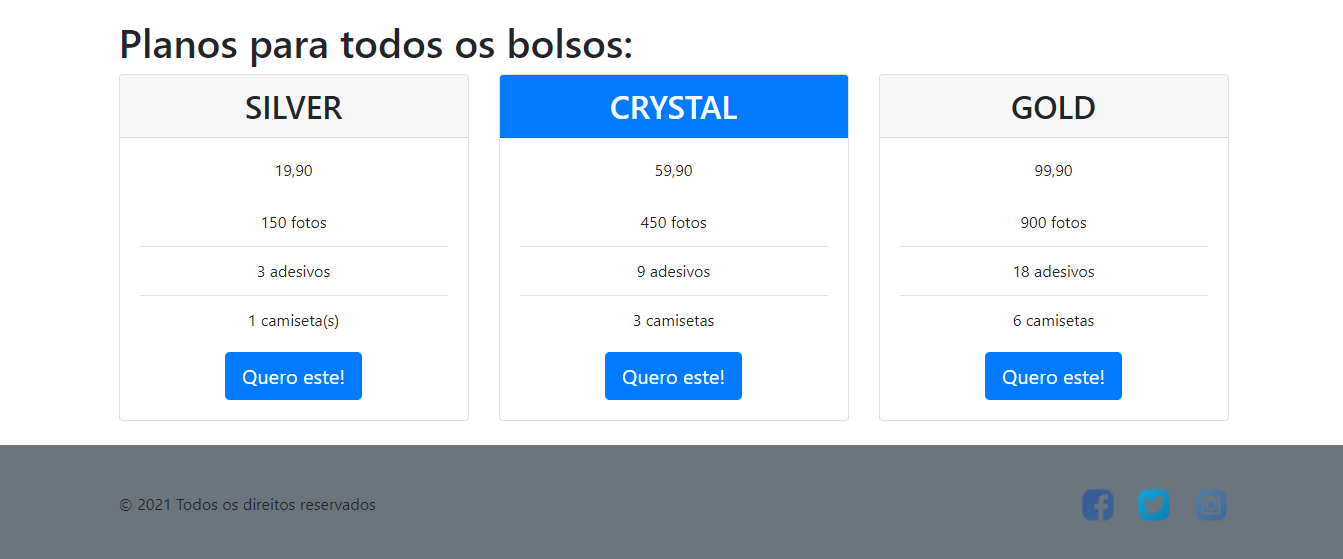 Planos para todos os bolsos:
SILVER
19,90
150 fotos
3 adesivos
1 camiseta(s)
Quero este!
CRYSTAL
59,90
450 fotos
9 adesivos
3 camisetas
Quero este!
GOLD
99,90
900 fotos
18 adesivos
6 camisetas
Quero este!
© 2021 Todos os direitos reservados